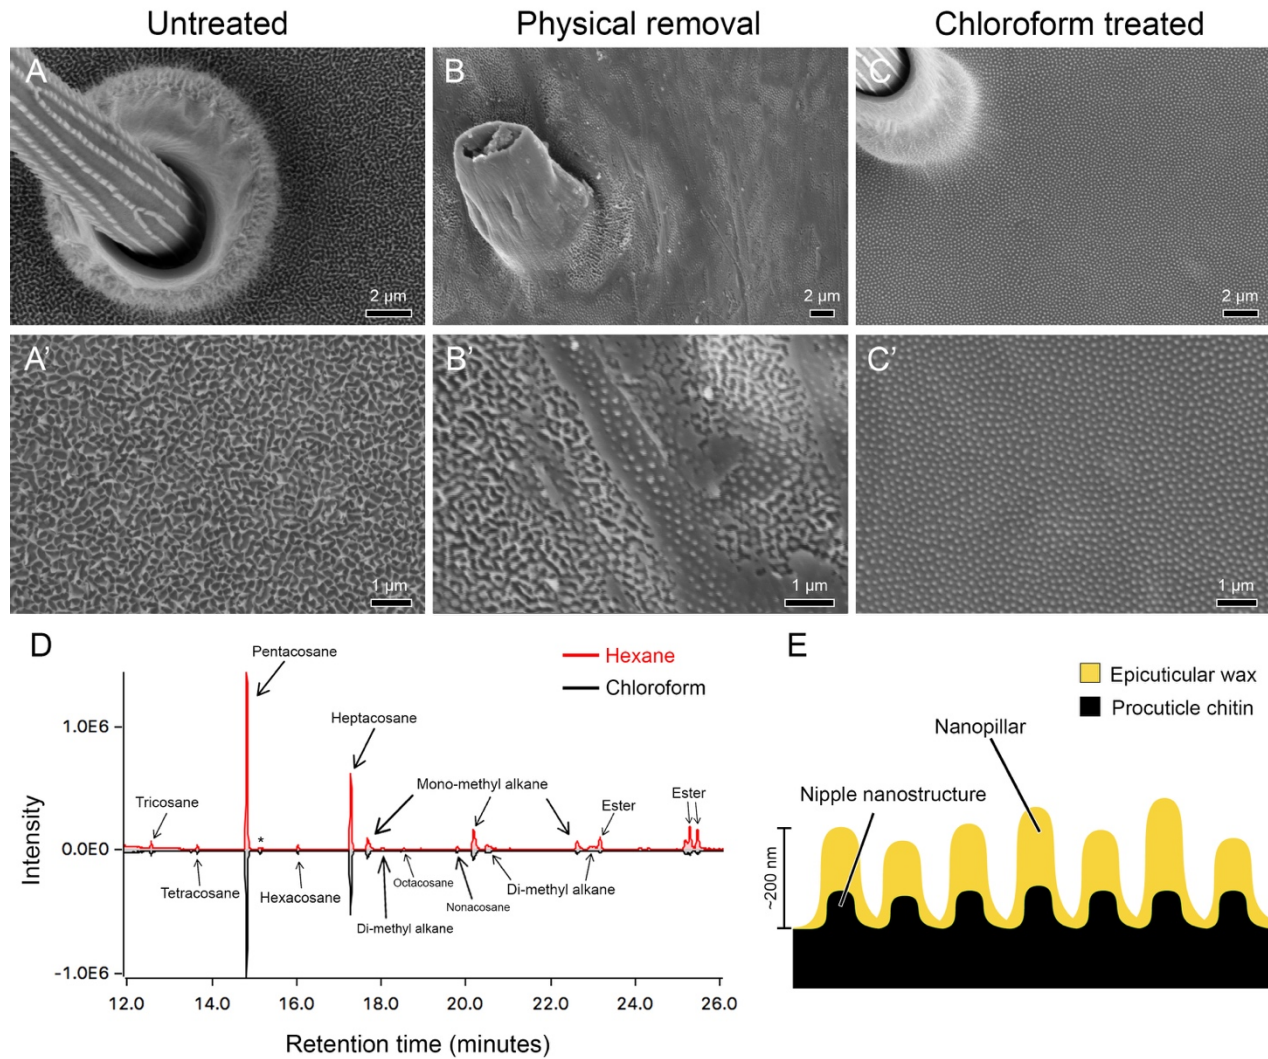 Untreated
Physical removal
Chloroform treated
A
B
C
2 µm
2 µm
2 µm
A'
B'
C'
1 µm
1 µm
1 µm
D
Pentacosane
Hexane
Chloroform
1.0E6
Heptacosane
Mono-methyl alkane
Tricosane
Ester
Ester
*
0.0E0
Tetracosane
Hexacosane
Octacosane
Nonacosane
Di-methyl alkane
Di-methyl alkane
-1.0E6
Intensity
12.0 14.0 16.0 18.0 20.0 22.0 24.0 26.0
Retention time (minutes)
E
Epicuticular wax
Procuticle chitin
Nanopillar
Nipple nanostructure
~200 nm